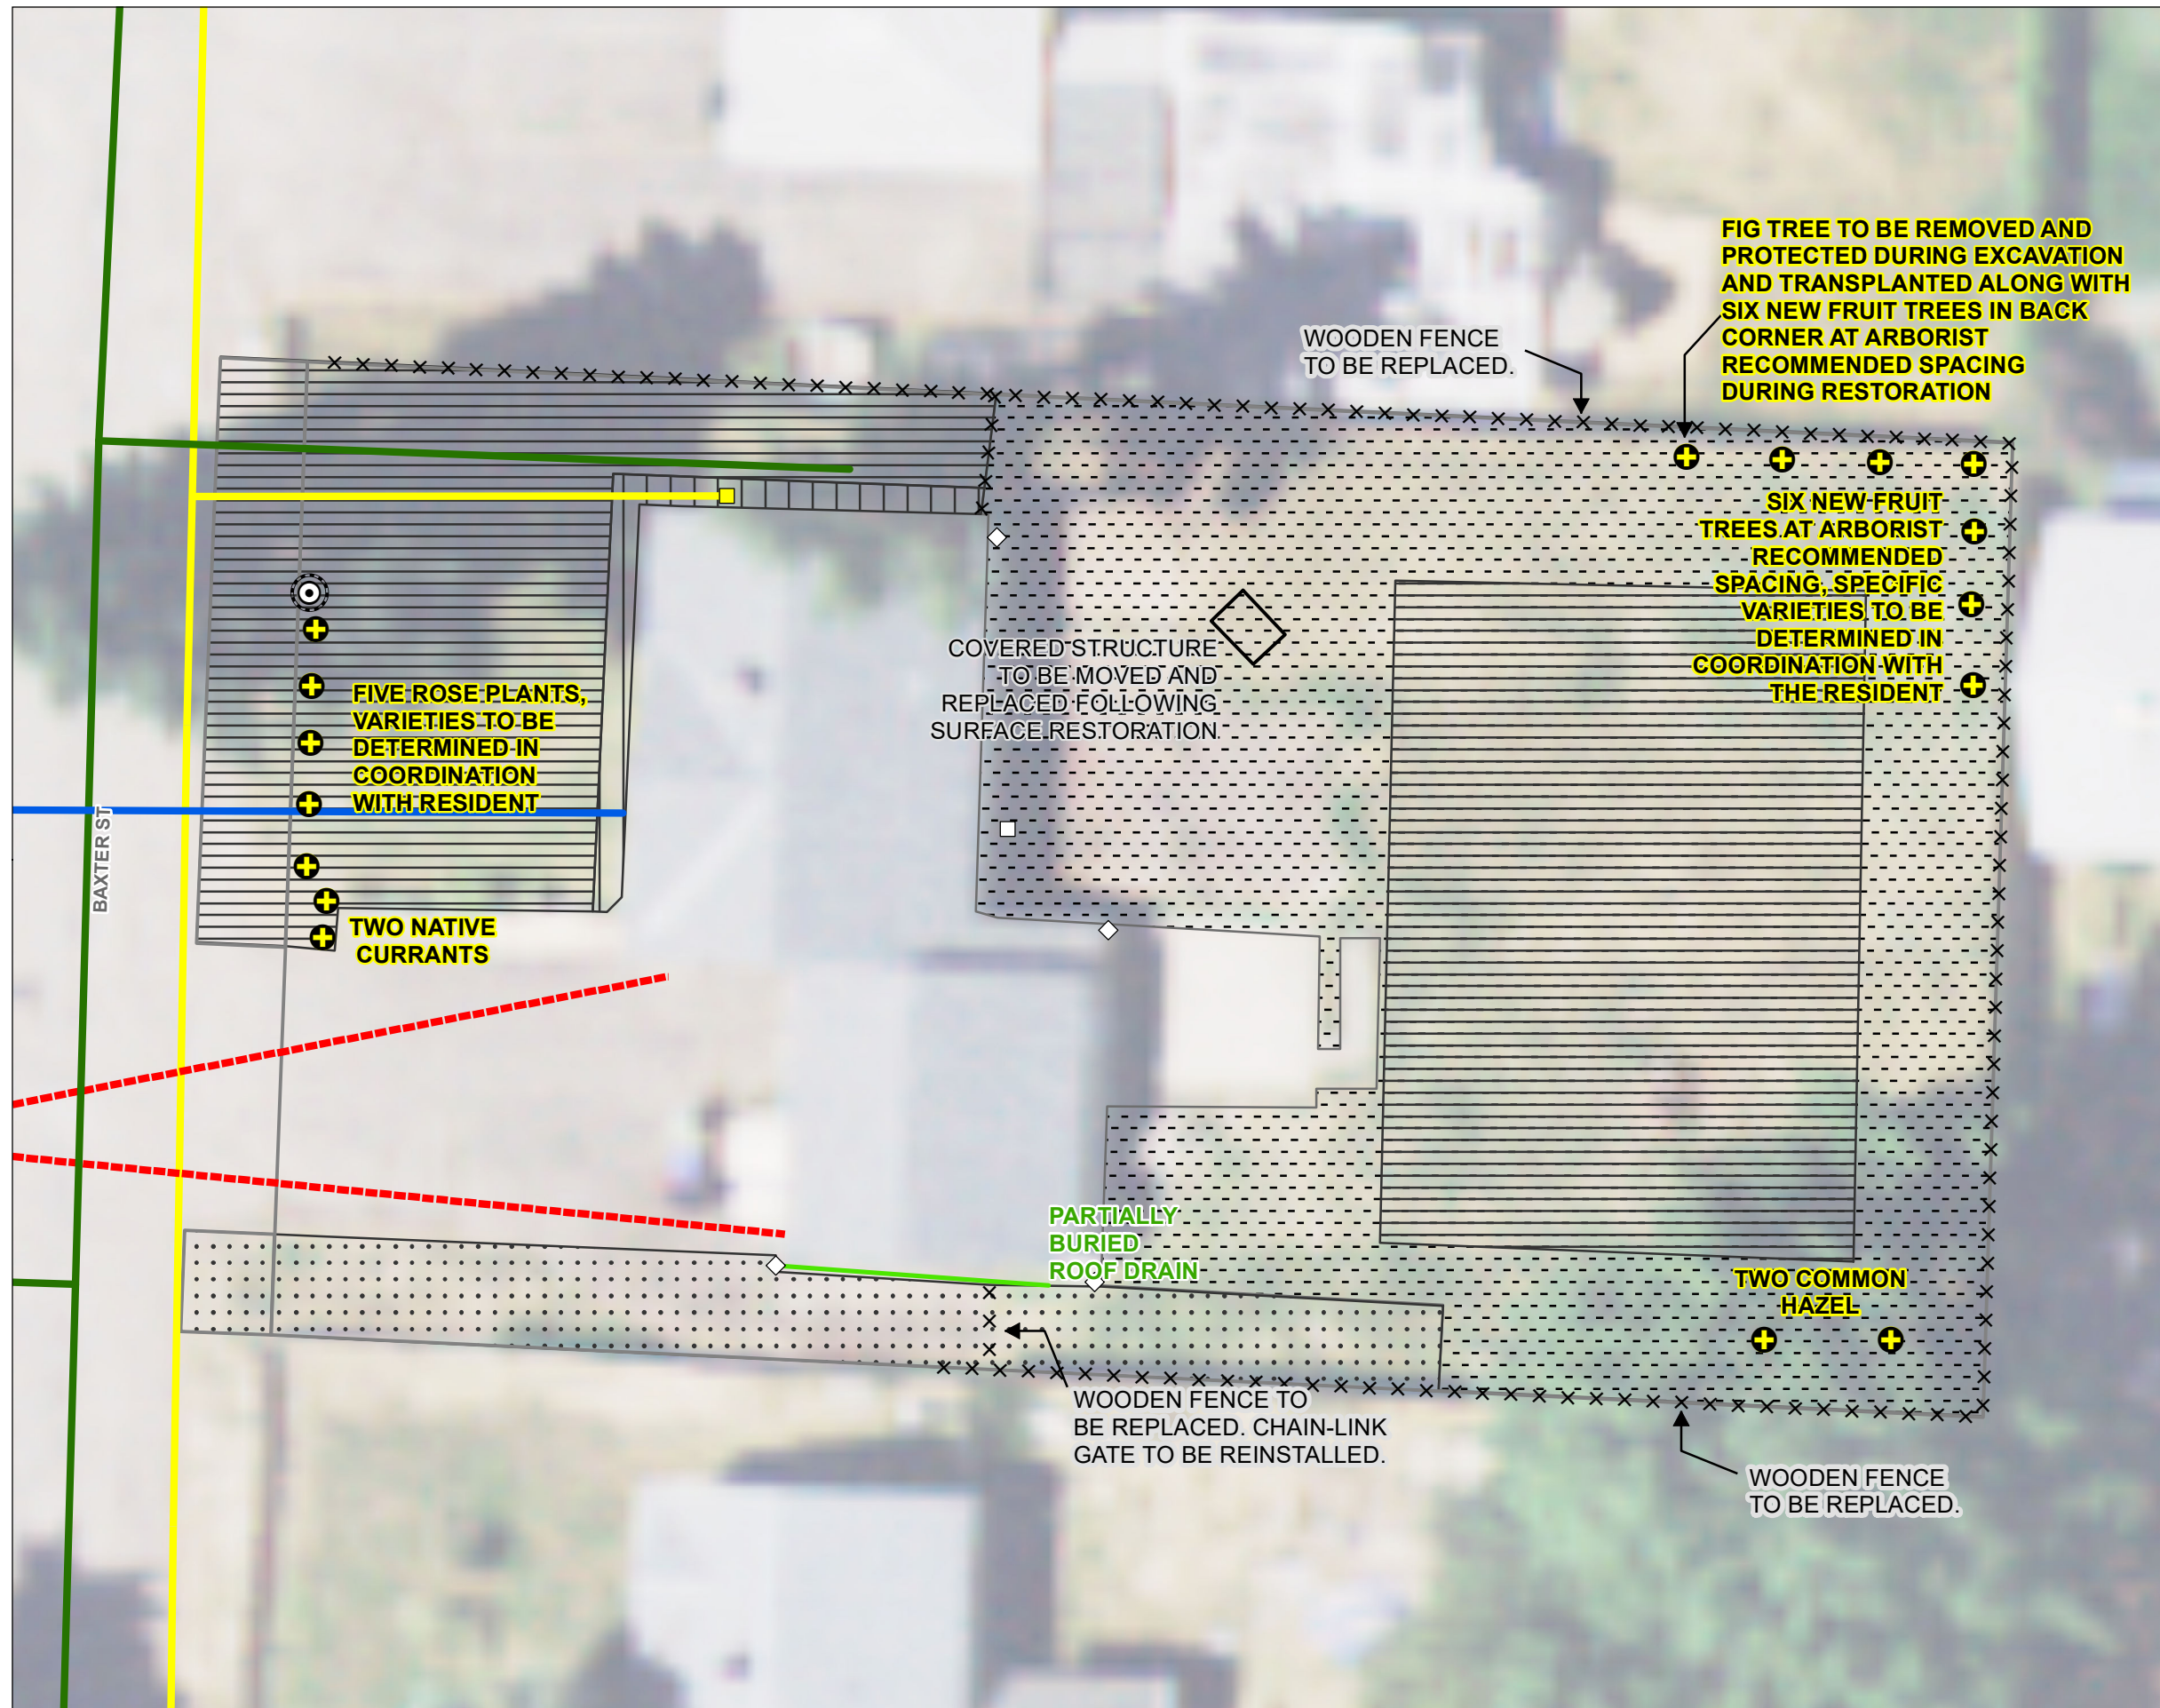 FIG TREE TO BE REMOVED AND
PROTECTED DURING EXCAVATION
AND TRANSPLANTED ALONG WITH
SIX NEW FRUIT TREES IN BACK
CORNER AT ARBORIST
RECOMMENDED SPACING
DURING RESTORATION
WOODEN FENCE
TO BE REPLACED.
SIX NEW FRUIT
TREES AT ARBORIST
RECOMMENDED
SPACING, SPECIFIC
VARIETIES TO BE
DETERMINED IN
COORDINATION WITH
THE RESIDENT
COVERED STRUCTURE
TO BE MOVED AND
REPLACED FOLLOWING
SURFACE RESTORATION
FIVE ROSE PLANTS,
VARIETIES TO BE
DETERMINED IN
COORDINATION
WITH RESIDENT
BAXTER ST
TWO NATIVE
CURRANTS
PARTIALLY
BURIED
ROOF DRAIN
TWO COMMON
HAZEL
WOODEN FENCE TO
BE REPLACED. CHAIN-LINK
GATE TO BE REINSTALLED.
WOODEN FENCE
TO BE REPLACED.